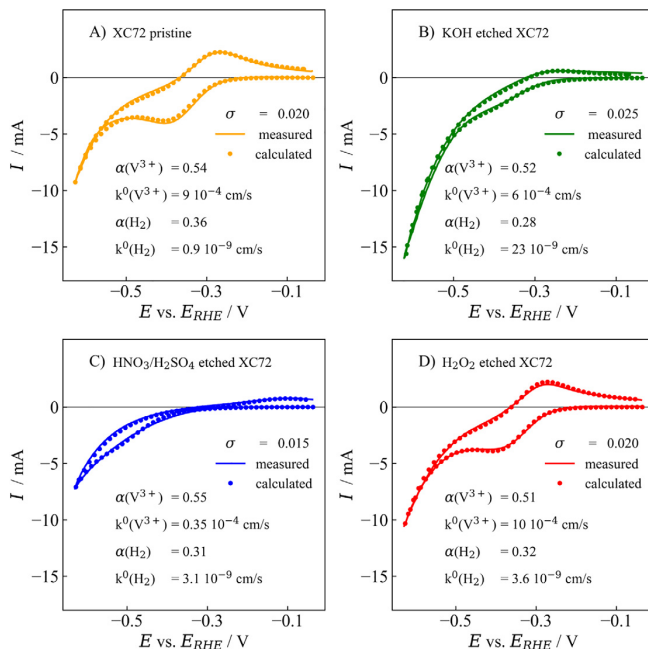 A) XC72 pristine
0
−5
−10
−15
I / mA
σ = 0.020
measured
calculated
α(V³⁺) = 0.54
k⁰(V³⁺) = 9 10⁻⁴ cm/s
α(H₂) = 0.36
k⁰(H₂) = 0.9 10⁻⁹ cm/s
−0.5 −0.3 −0.1
E vs. E_RHE / V
B) KOH etched XC72
0
−5
−10
−15
I / mA
σ = 0.025
measured
calculated
α(V³⁺) = 0.52
k⁰(V³⁺) = 6 10⁻⁴ cm/s
α(H₂) = 0.28
k⁰(H₂) = 23 10⁻⁹ cm/s
−0.5 −0.3 −0.1
E vs. E_RHE / V
C) HNO₃/H₂SO₄ etched XC72
0
−5
−10
−15
I / mA
σ = 0.015
measured
calculated
α(V³⁺) = 0.55
k⁰(V³⁺) = 0.35 10⁻⁴ cm/s
α(H₂) = 0.31
k⁰(H₂) = 3.1 10⁻⁹ cm/s
−0.5 −0.3 −0.1
E vs. E_RHE / V
D) H₂O₂ etched XC72
0
−5
−10
−15
I / mA
σ = 0.020
measured
calculated
α(V³⁺) = 0.51
k⁰(V³⁺) = 10 10⁻⁴ cm/s
α(H₂) = 0.32
k⁰(H₂) = 3.6 10⁻⁹ cm/s
−0.5 −0.3 −0.1
E vs. E_RHE / V